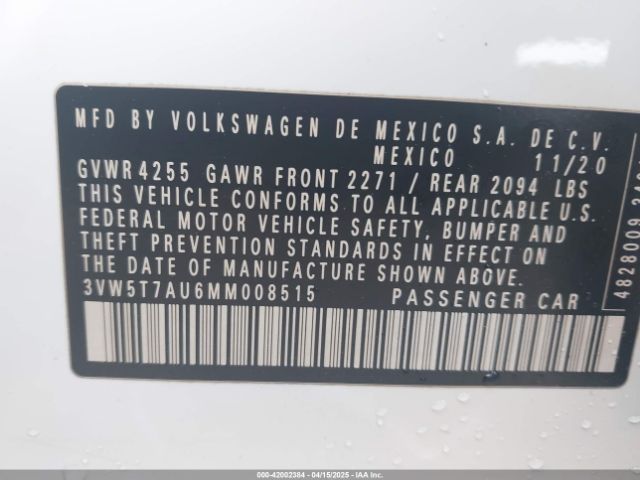 MFD BY VOLKSWAGEN DE MEXICO S.A. DE C.V.
MEXICO 11/20
GVWR 4255 GAWR FRONT 2271 / REAR 2094 LBS
THIS VEHICLE CONFORMS TO ALL APPLICABLE U.S.
FEDERAL MOTOR VEHICLE SAFETY, BUMPER AND
THEFT PREVENTION STANDARDS IN EFFECT ON
THE DATE OF MANUFACTURE SHOWN ABOVE.
3VW5T7AU6MM008515 PASSENGER CAR
4828009
000-42002384 - 04/15/2025 - IAAI, Inc.